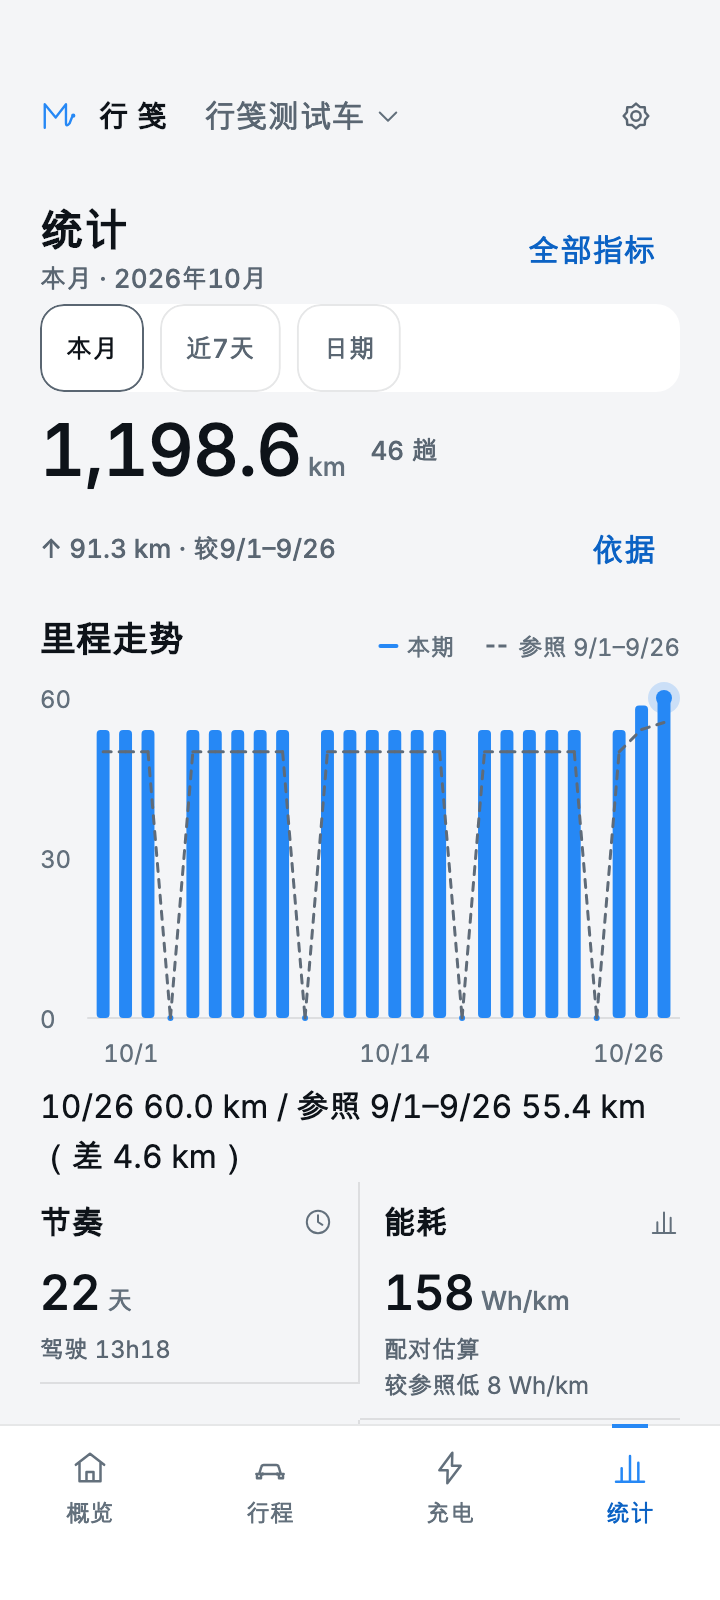 行笺 行笺测试车
统计
全部指标
本月 · 2026年10月
本月 近7天 日期
1,198.6 km 46 趟
↑ 91.3 km · 较9/1–9/26 依据
里程走势 本期 参照 9/1–9/26
60
30
0
10/1 10/14 10/26
10/26 60.0 km / 参照 9/1–9/26 55.4 km
（差 4.6 km）
节奏 能耗
22 天 158 Wh/km
驾驶 13h18 配对估算
较参照低 8 Wh/km
概览 行程 充电 统计